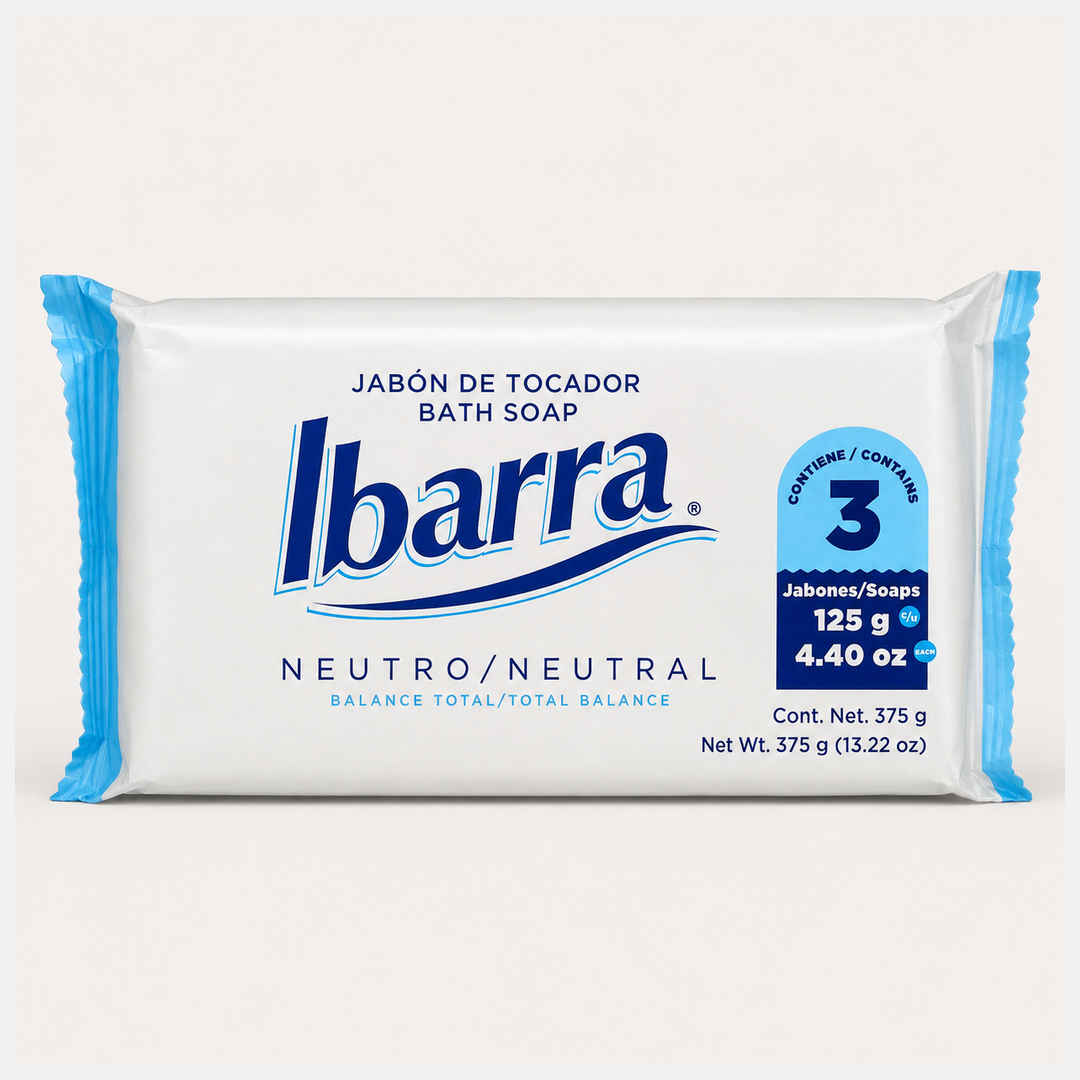 JABÓN DE TOCADOR
BATH SOAP
Ibarra®
NEUTRO/NEUTRAL
BALANCE TOTAL/TOTAL BALANCE
CONTIENE / CONTAINS
3
Jabones/Soaps
125 g c/u
4.40 oz EACH
Cont. Net. 375 g
Net Wt. 375 g (13.22 oz)